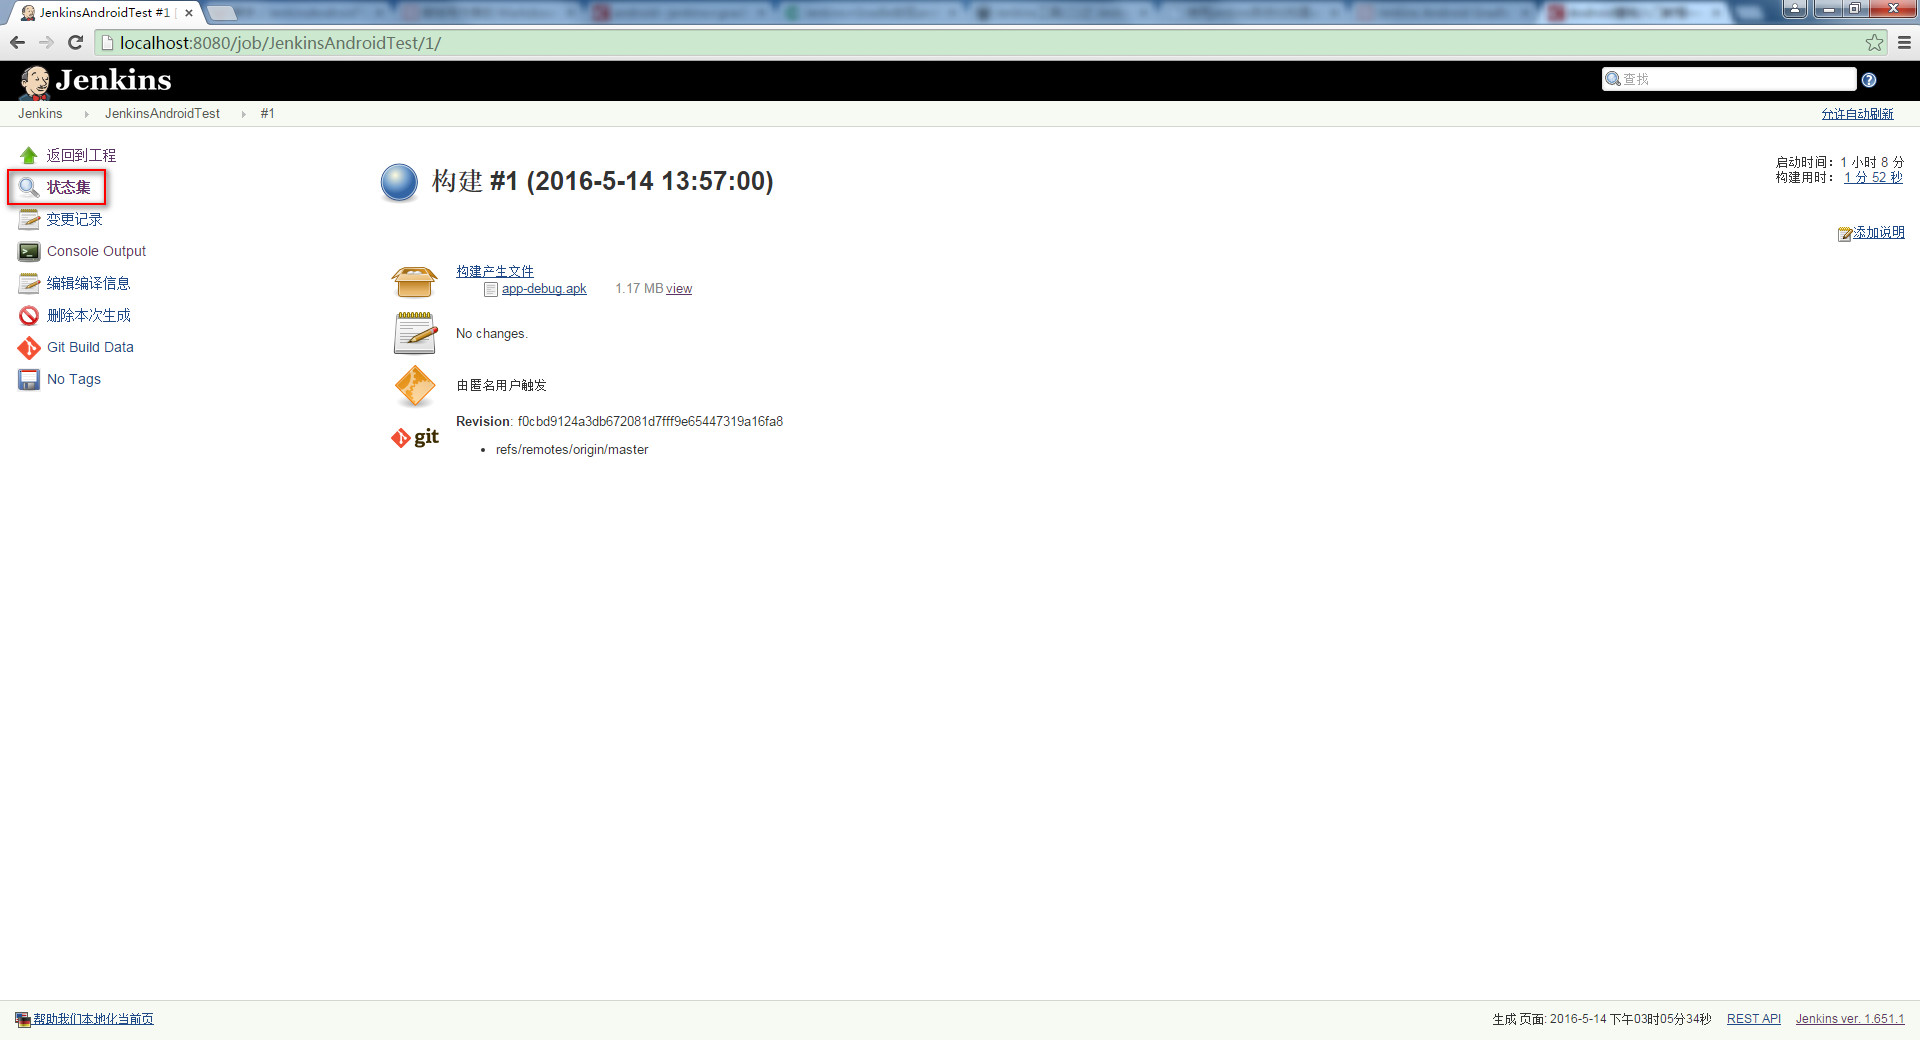 JenkinsAndroidTest #1 [
localhost:8080/job/JenkinsAndroidTest/1/
Jenkins
查找
Jenkins
JenkinsAndroidTest
#1
允许自动刷新
返回到工程
状态集
变更记录
Console Output
编辑编译信息
删除本次生成
Git Build Data
No Tags
构建 #1 (2016-5-14 13:57:00)
启动时间: 1 小时 8 分
构建用时: 1 分 52 秒
添加说明
构建产生文件
app-debug.apk 1.17 MB view
No changes.
由匿名用户触发
git
Revision: f0cbd9124a3db672081d7fff9e65447319a16fa8
refs/remotes/origin/master
帮助我们本地化当前页
生成页面: 2016-5-14 下午03时05分34秒 REST API Jenkins ver. 1.651.1